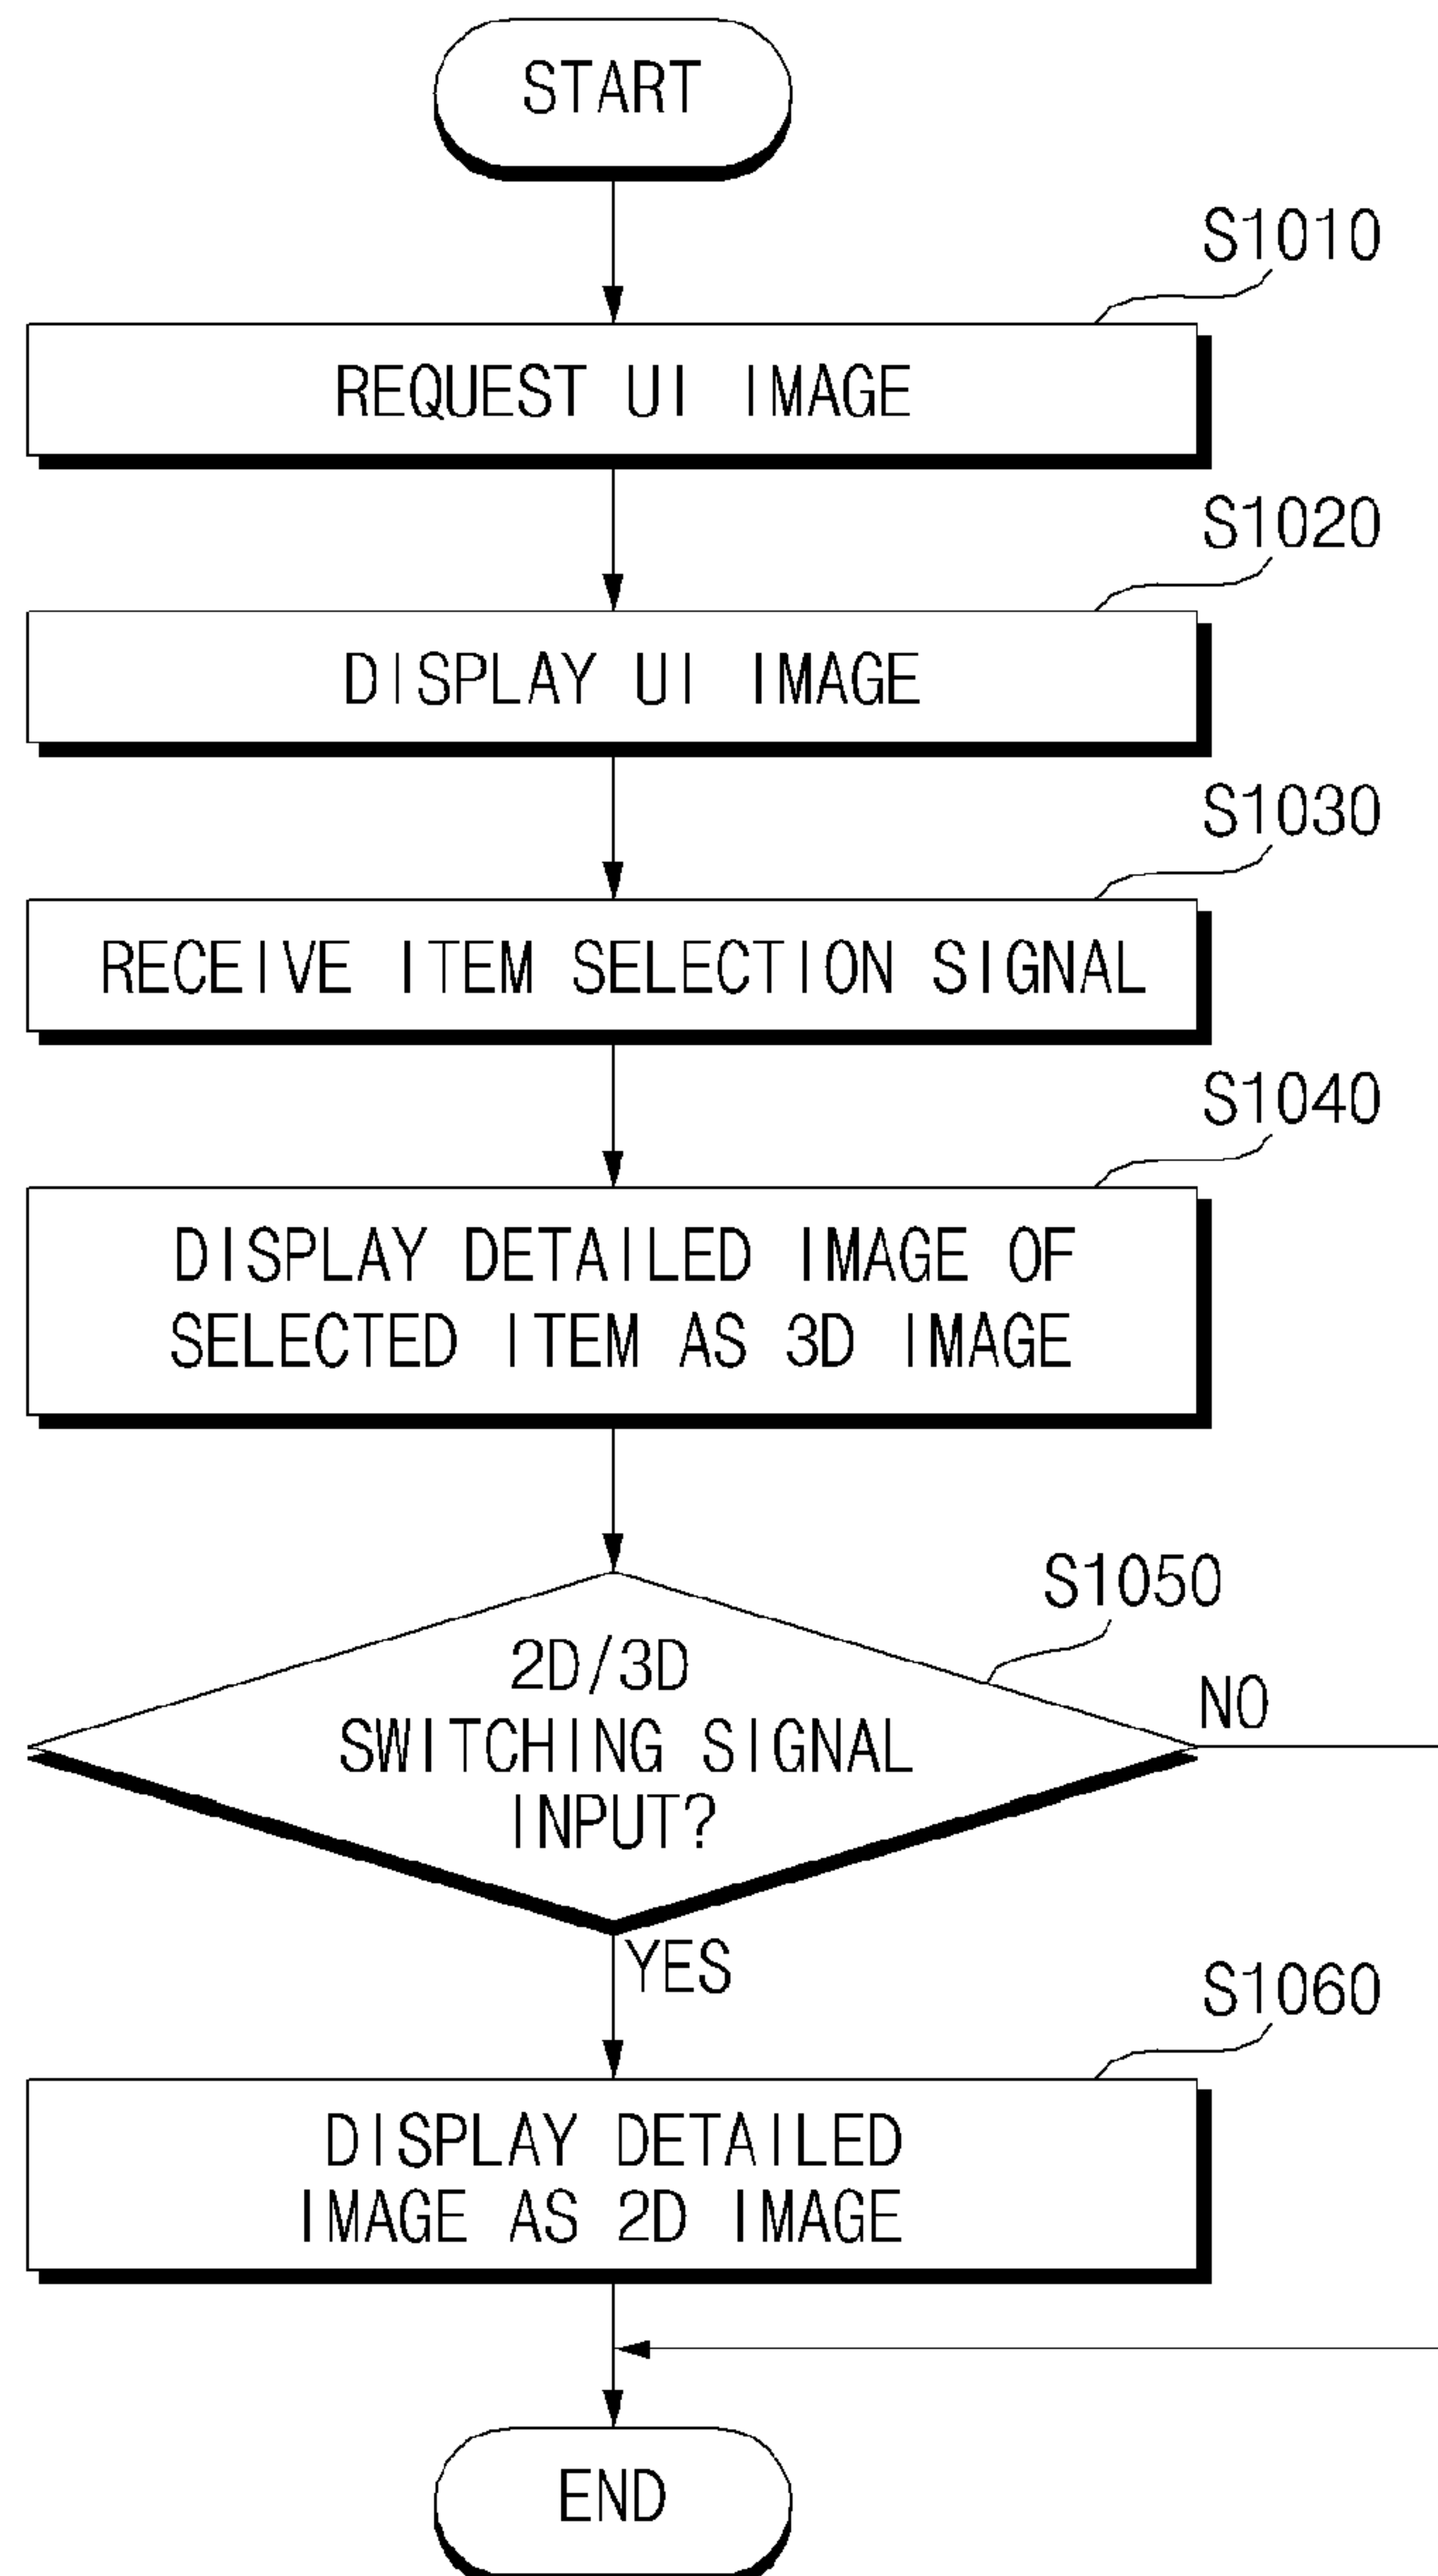 START
S1010
REQUEST UI IMAGE
S1020
DISPLAY UI IMAGE
S1030
RECEIVE ITEM SELECTION SIGNAL
S1040
DISPLAY DETAILED IMAGE OF
SELECTED ITEM AS 3D IMAGE
S1050
2D/3D
SWITCHING SIGNAL
INPUT?
NO
YES
S1060
DISPLAY DETAILED
IMAGE AS 2D IMAGE
END